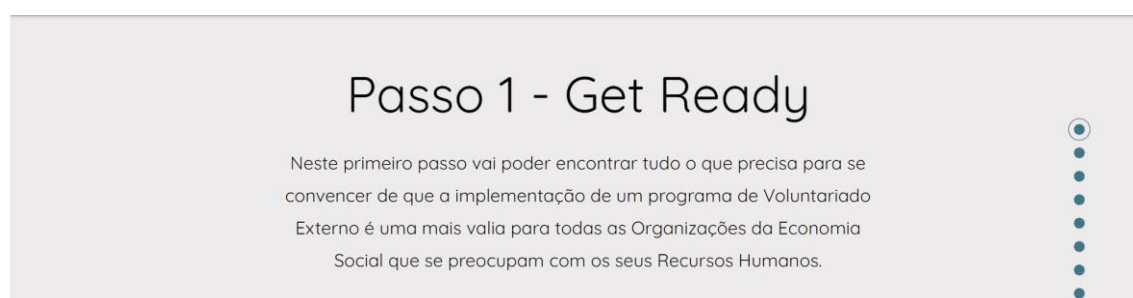 Passo 1 - Get Ready
Neste primeiro passo vai poder encontrar tudo o que precisa para se
convencer de que a implementação de um programa de Voluntariado
Externo é uma mais valia para todas as Organizações da Economia
Social que se preocupam com os seus Recursos Humanos.